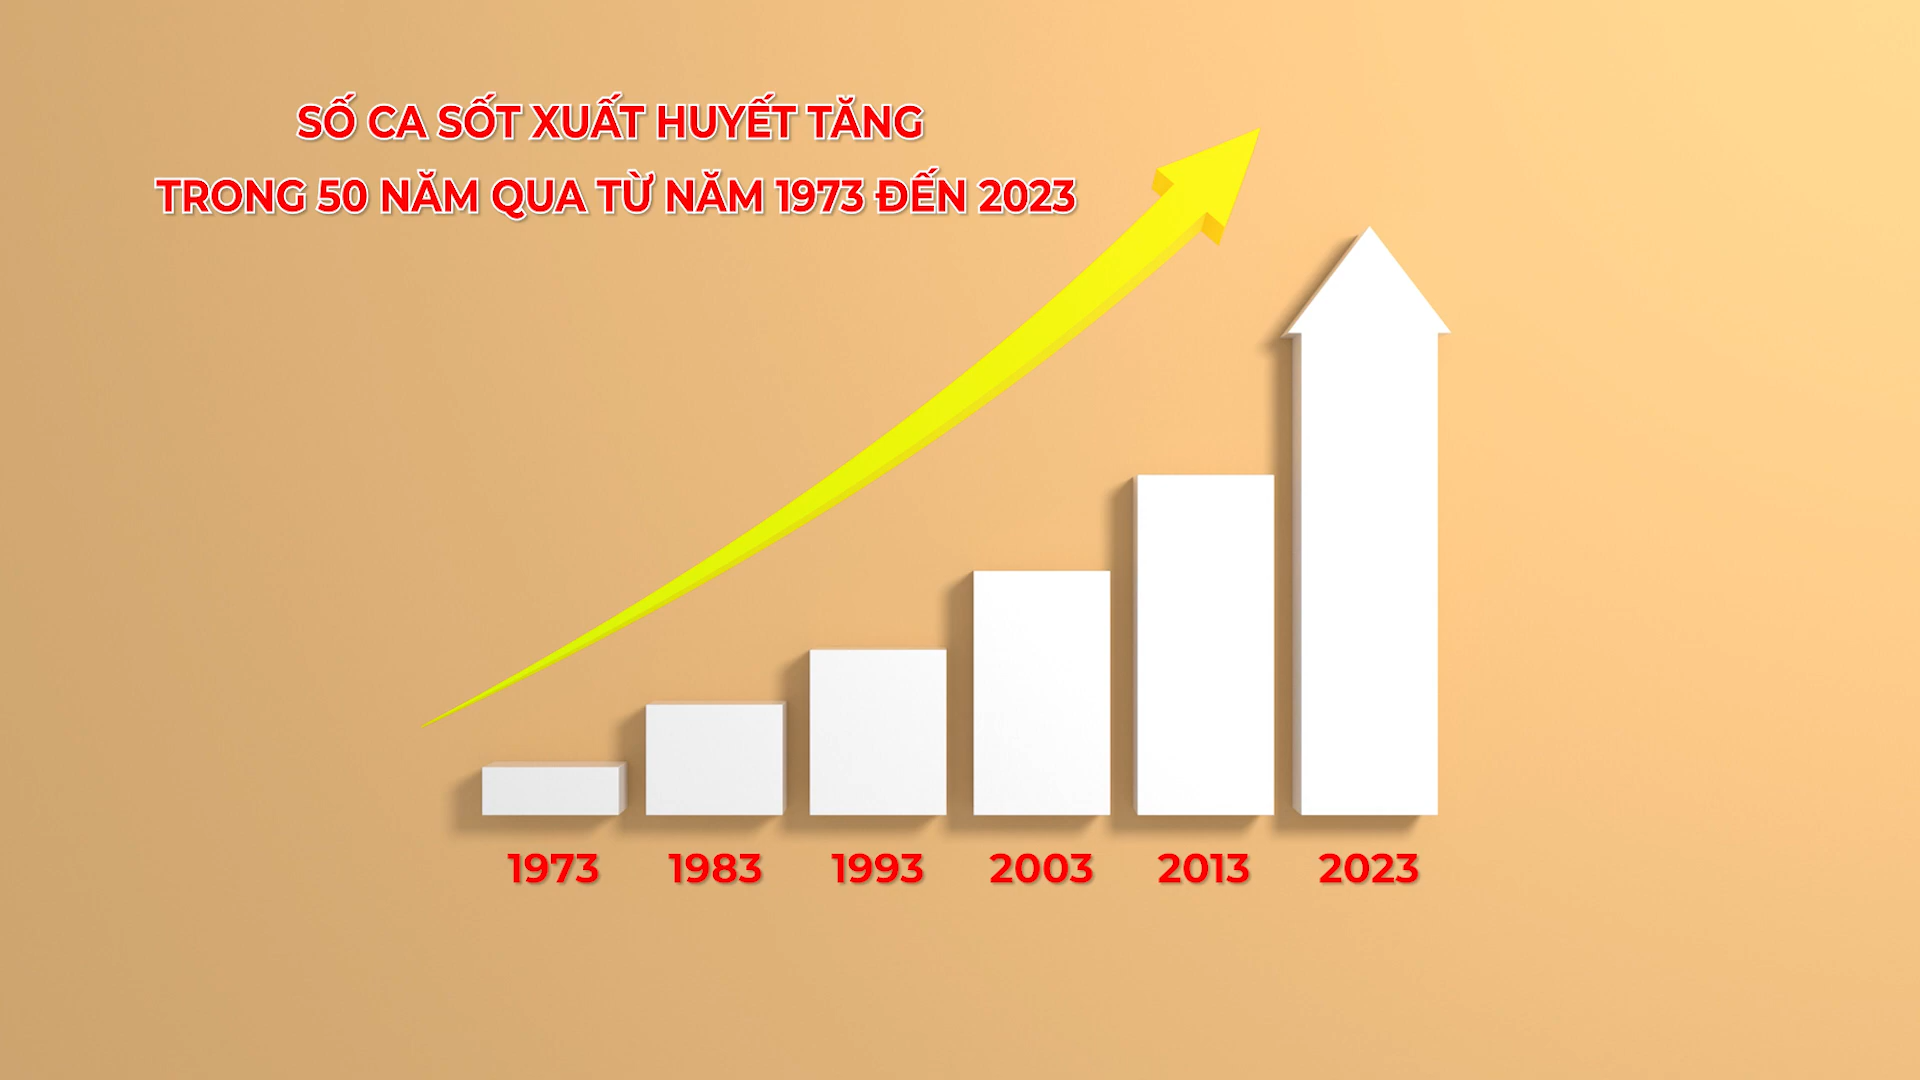 SỐ CA SỐT XUẤT HUYẾT TĂNG
TRONG 50 NĂM QUA TỪ NĂM 1973 ĐẾN 2023
1973 1983 1993 2003 2013 2023